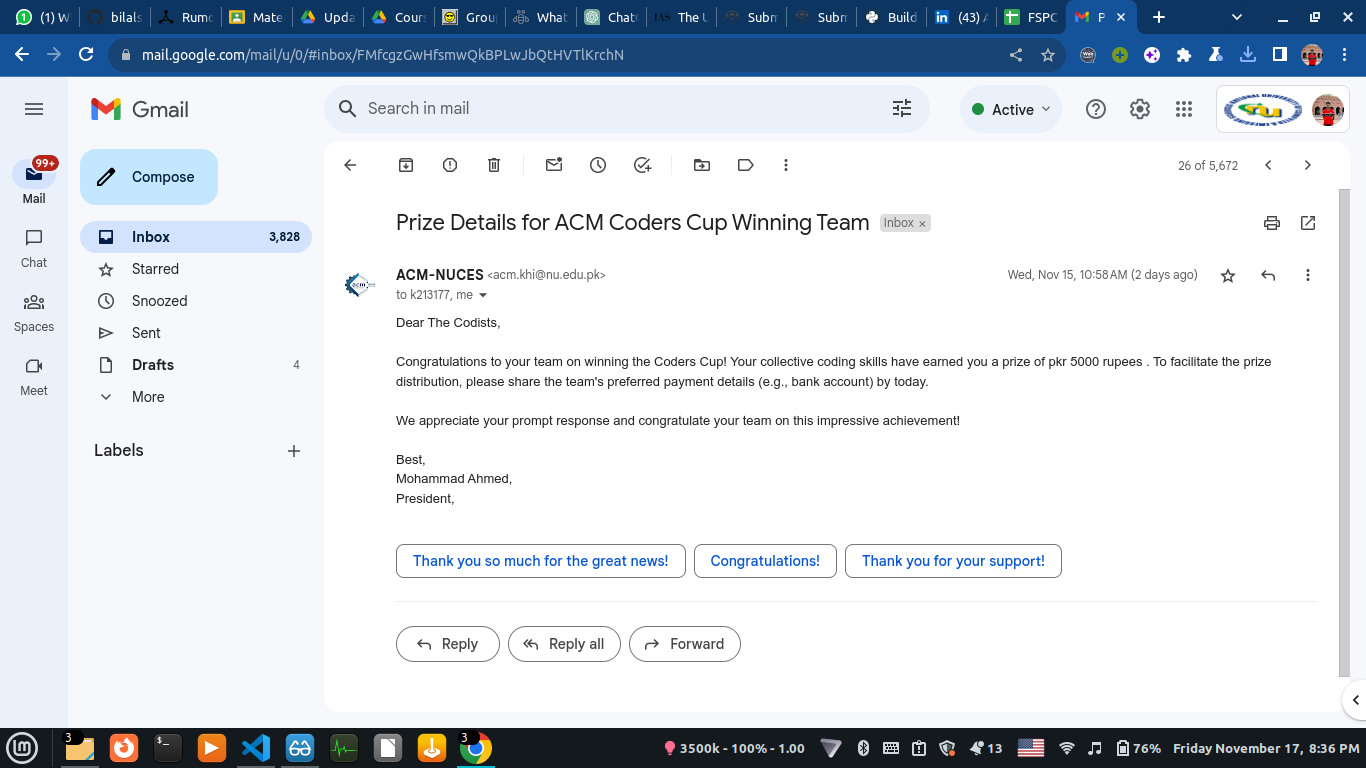 (1) W
bilals
Rumo
Mate
Upda
Cours
Group
What
ChatG
IAS The U
Subm
Subm
Build
(43) A
FSPC
P
mail.google.com/mail/u/0/#inbox/FMfcgzGwHfsmwQkBPLwJbQtHVTlKrchN
Gmail
Search in mail
Active
99+
Mail
Chat
Spaces
Meet
Compose
Inbox 3,828
Starred
Snoozed
Sent
Drafts 4
More
Labels
26 of 5,672
Prize Details for ACM Coders Cup Winning Team Inbox
ACM-NUCES <acm.khi@nu.edu.pk>
Wed, Nov 15, 10:58 AM (2 days ago)
to k213177, me
acm
Dear The Codists,
Congratulations to your team on winning the Coders Cup! Your collective coding skills have earned you a prize of pkr 5000 rupees . To facilitate the prize
distribution, please share the team's preferred payment details (e.g., bank account) by today.
We appreciate your prompt response and congratulate your team on this impressive achievement!
Best,
Mohammad Ahmed,
President,
Thank you so much for the great news! Congratulations! Thank you for your support!
Reply Reply all Forward
3
3
3500k - 100% - 1.00
13
76%
Friday November 17, 8:36 PM